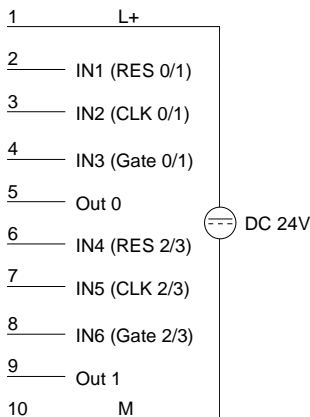 1 L+
2 IN1 (RES 0/1)
3 IN2 (CLK 0/1)
4 IN3 (Gate 0/1)
5 Out 0
DC 24V
6 IN4 (RES 2/3)
7 IN5 (CLK 2/3)
8 IN6 (Gate 2/3)
9 Out 1
10 M